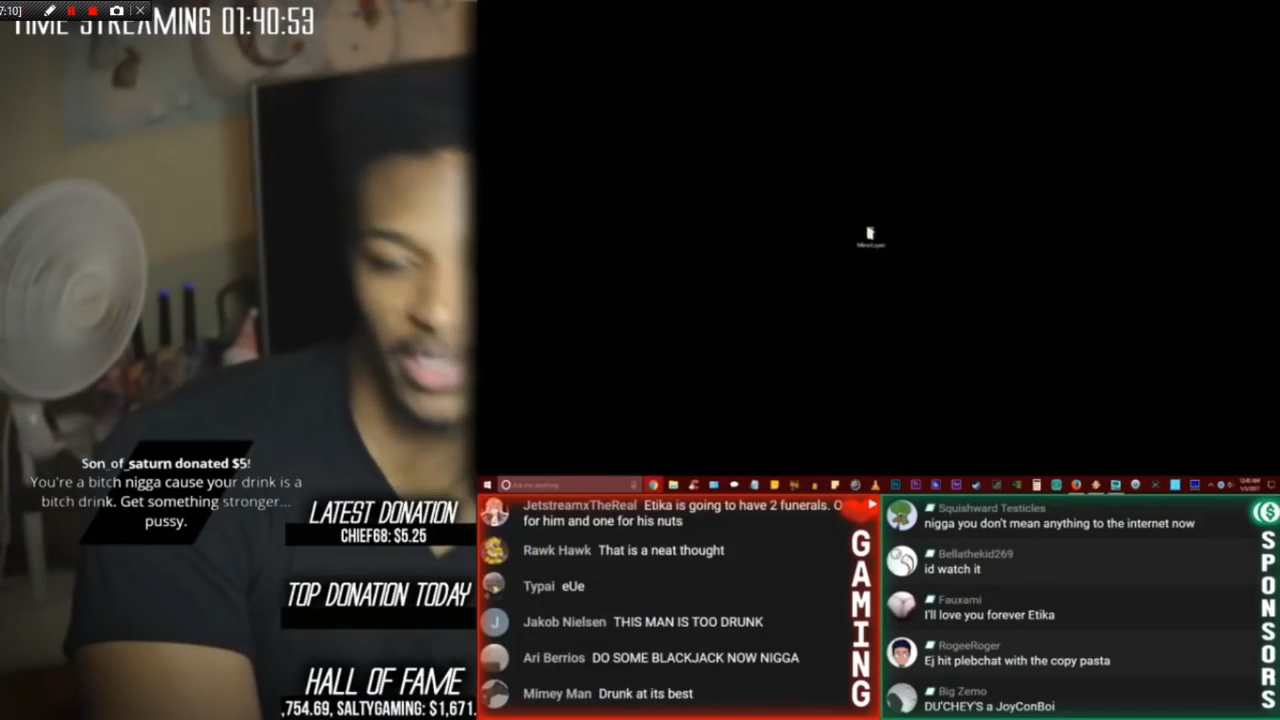 7:10]
TIME STREAMING 01:40:53
Son_of_saturn donated $5!
You're a bitch nigga cause your drink is a
bitch drink. Get something stronger...
pussy.
LATEST DONATION
CHIEF68: $5.25
TOP DONATION TODAY
HALL OF FAME
,754.69, SALTYGAMING: $1,671.
Ask me anything
JetstreamxTheReal Etika is going to have 2 funerals. O
for him and one for his nuts
Rawk Hawk That is a neat thought
Typai eUe
J
Jakob Nielsen THIS MAN IS TOO DRUNK
Ari Berrios DO SOME BLACKJACK NOW NIGGA
Mimey Man Drunk at its best
GAMING
Squishward Testicles
nigga you don't mean anything to the internet now
Bellathekid269
id watch it
Fauxami
I'll love you forever Etika
RogeeRoger
Ej hit plebchat with the copy pasta
Big Zemo
DU'CHEY'S a JoyConBoi
SPONSORS